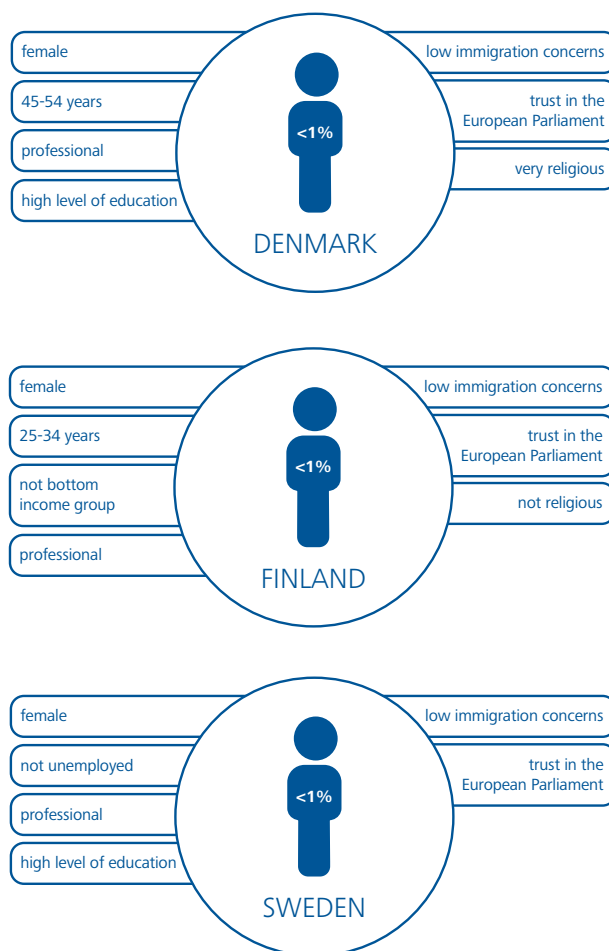 female
45-54 years
professional
high level of education
<1%
DENMARK
low immigration concerns
trust in the
European Parliament
very religious
female
25-34 years
not bottom
income group
professional
<1%
FINLAND
low immigration concerns
trust in the
European Parliament
not religious
female
not unemployed
professional
high level of education
<1%
SWEDEN
low immigration concerns
trust in the
European Parliament